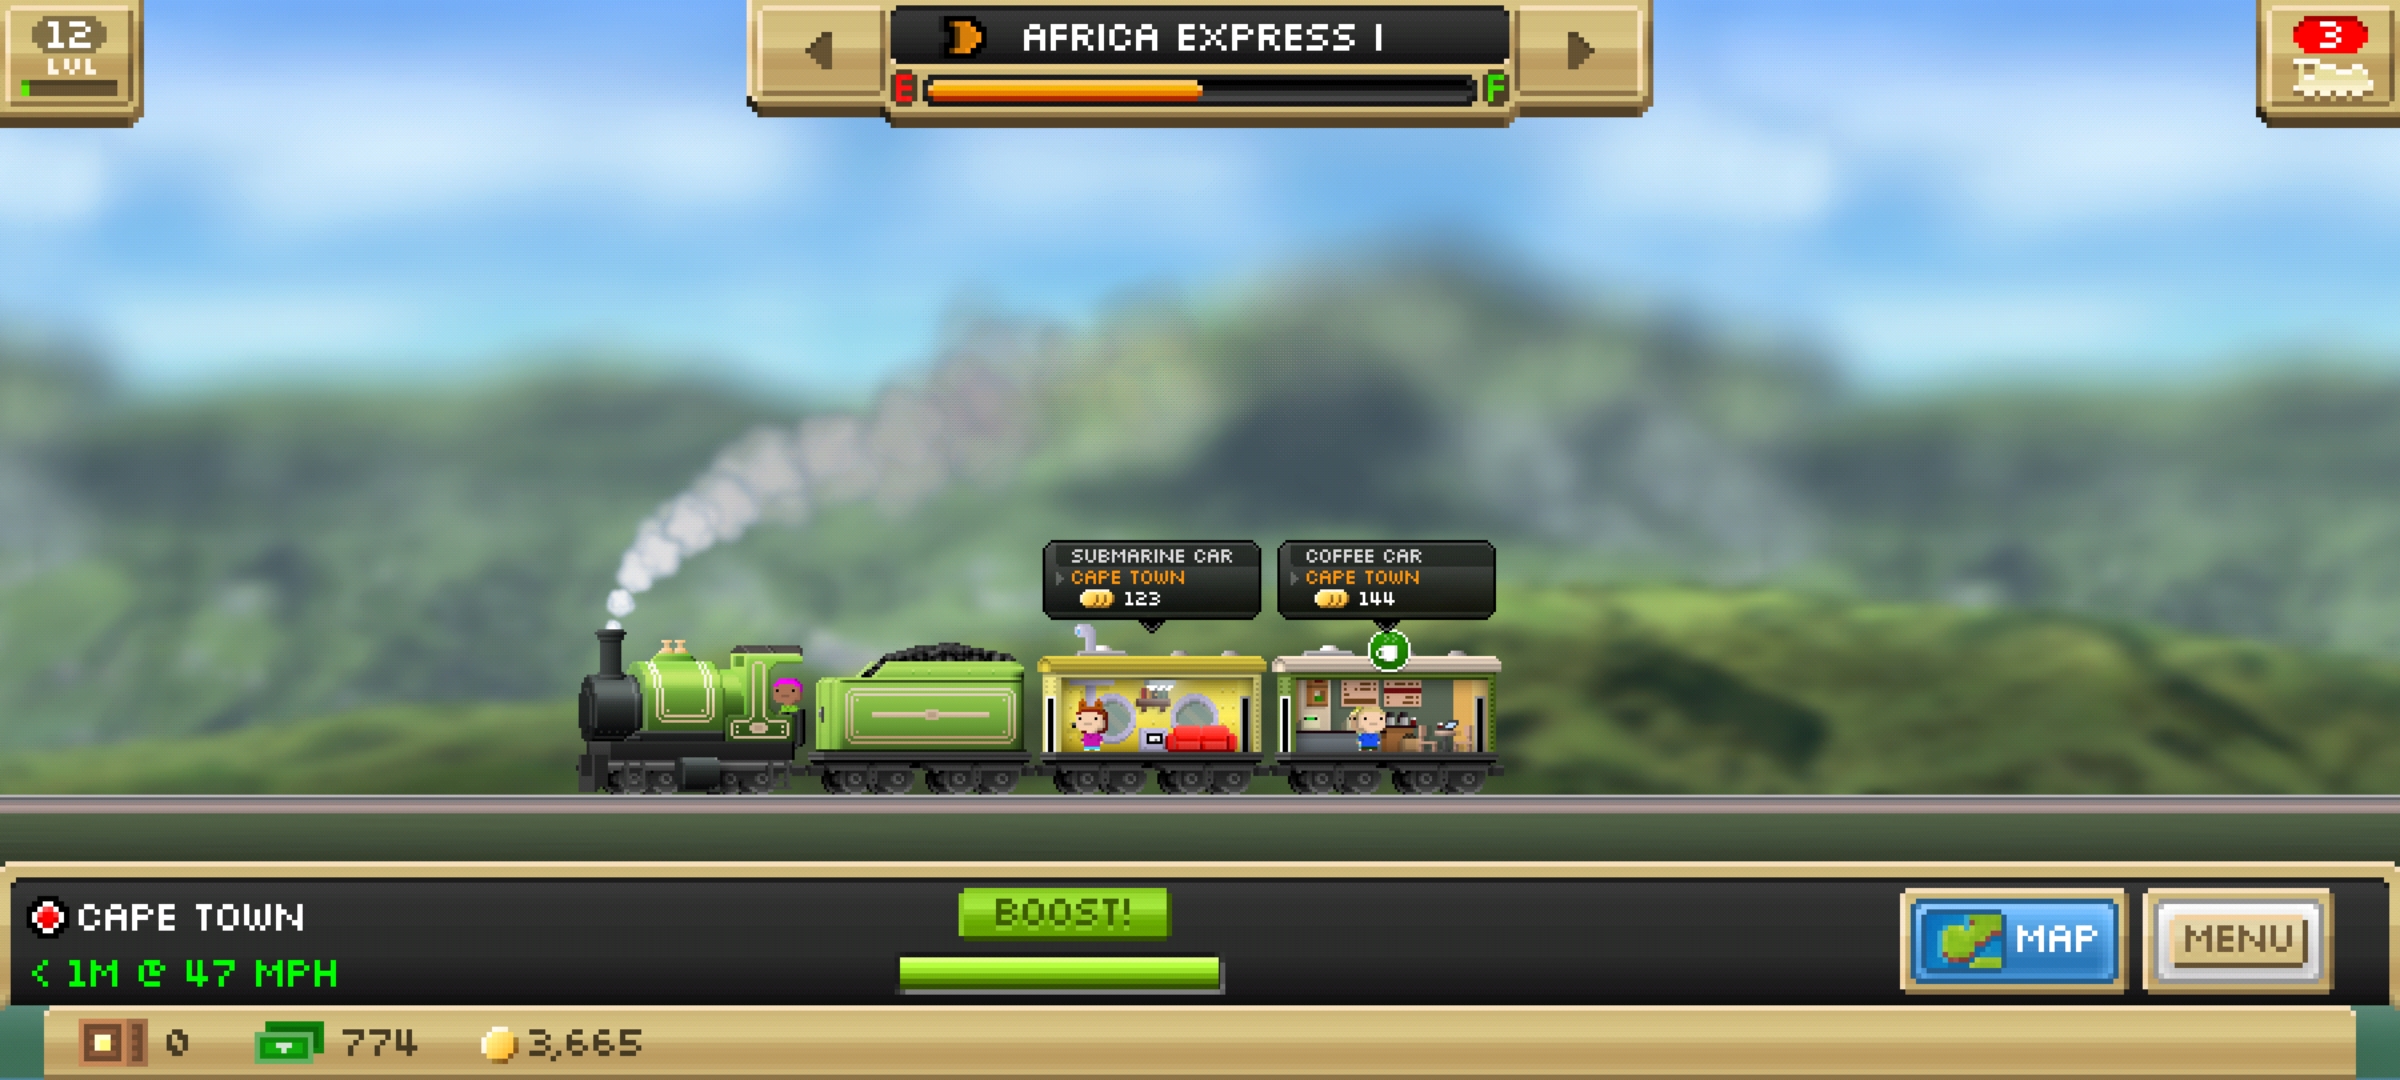 12
LVL
AFRICA EXPRESS I
E F
3
SUBMARINE CAR
CAPE TOWN
123
COFFEE CAR
CAPE TOWN
144
CAPE TOWN
< 1M @ 47 MPH
BOOST!
MAP
MENU
0
774
3,665